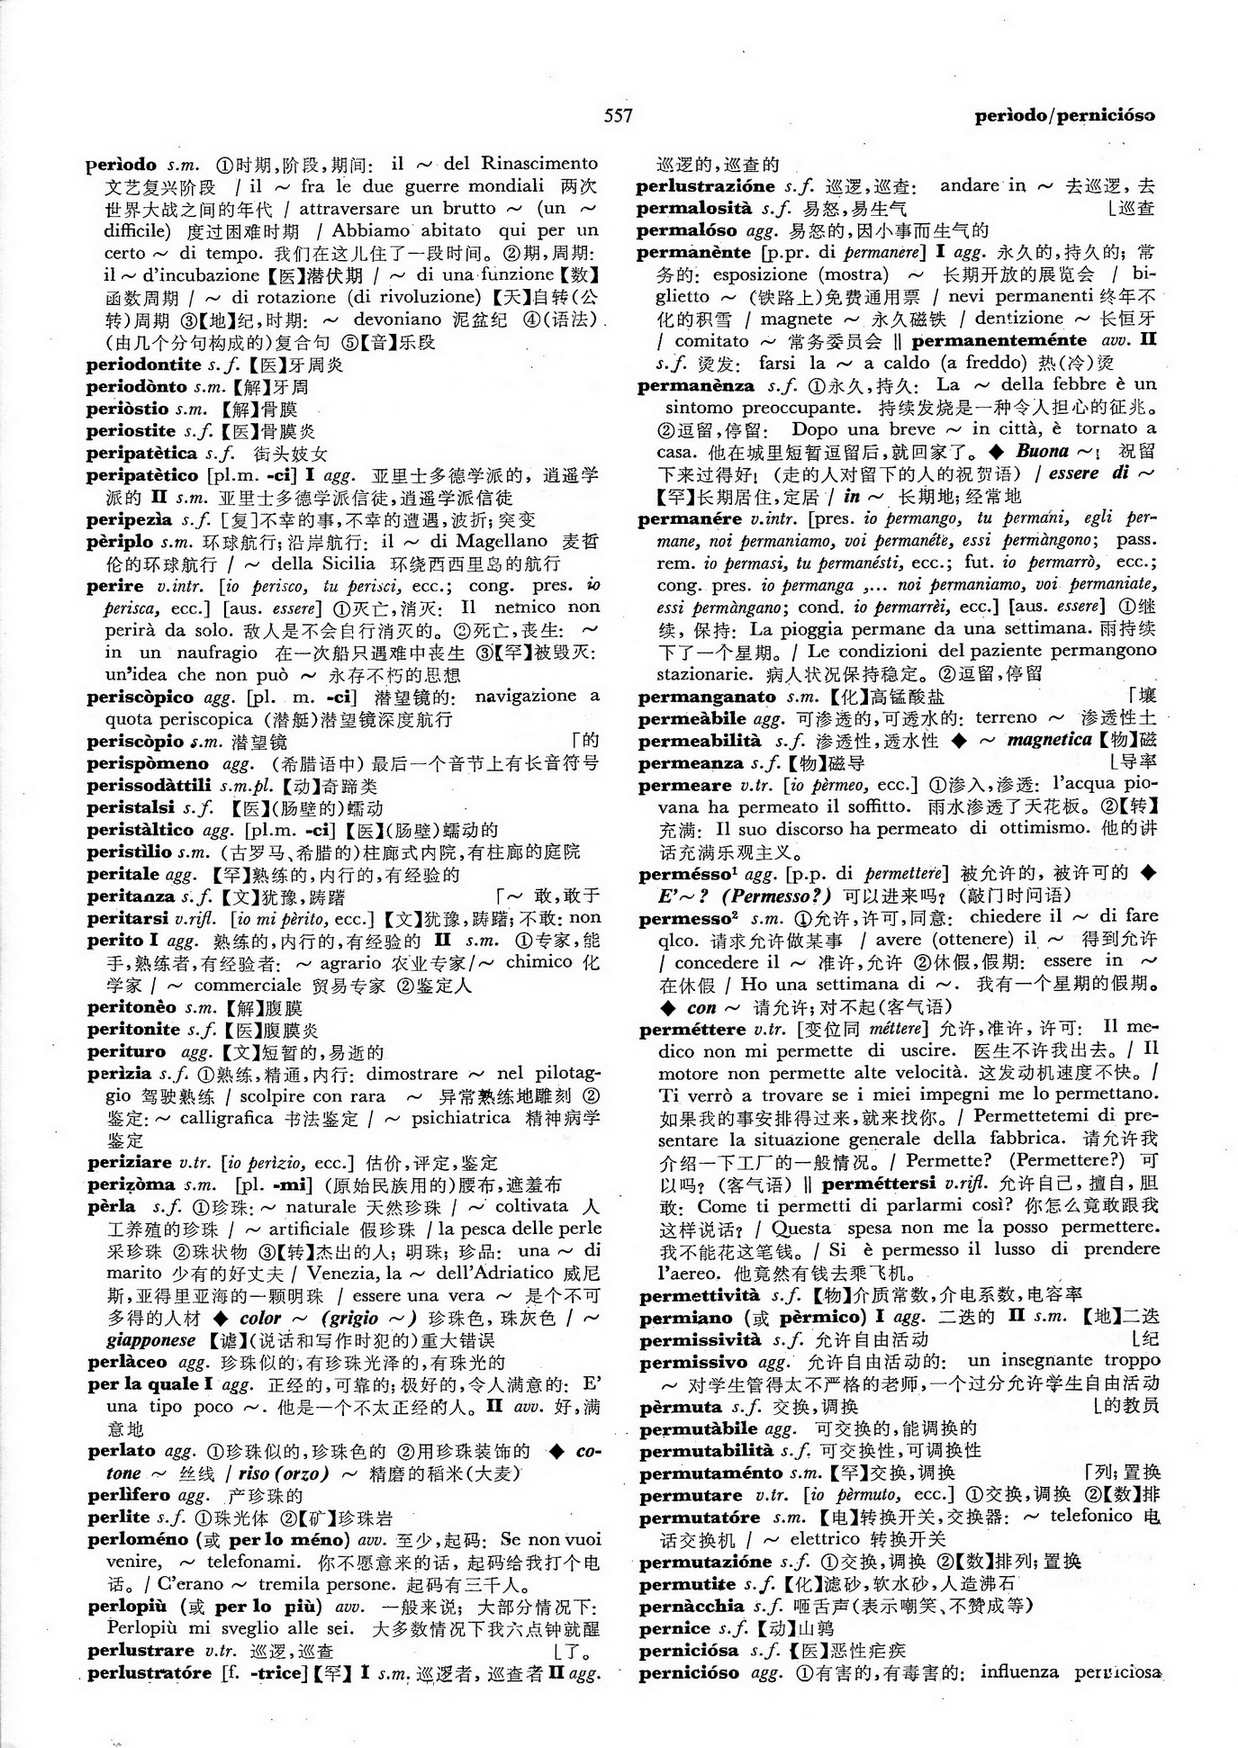 557
perìodo/perniciόso
perìodo s.m. ①时期,阶段,期间: il ~ del Rinascimento
文艺复兴阶段 / il ~ fra le due guerre mondiali 两次
世界大战之间的年代 / attraversare un brutto ~ (un ~
difficile) 度过困难时期 / Abbiamo abitato qui per un
certo ~ di tempo. 我们在这儿住了一段时间。②期,周期:
il ~ d'incubazione【医】潜伏期 / ~ di una funzione【数】
函数周期 / ~ di rotazione (di rivoluzione)【天】自转(公
转)周期 ③【地】纪,时期: ~ devoniano 泥盆纪 ④(语法)
(由几个分句构成的)复合句 ⑤【音】乐段
periodontite s.f.【医】牙周炎
periodònto s.m.【解】牙周
periòstio s.m.【解】骨膜
periostite s.f.【医】骨膜炎
peripatètica s.f. 街头妓女
peripatètico [pl.m. -ci] I agg. 亚里士多德学派的, 逍遥学
派的 II s.m. 亚里士多德学派信徒,逍遥学派信徒
peripezìa s.f. [复]不幸的事,不幸的遭遇,波折; 突变
pèriplo s.m. 环球航行; 沿岸航行: il ~ di Magellano 麦哲
伦的环球航行 / ~ della Sicilia 环绕西西里岛的航行
perire v.intr. [io perisco, tu perisci, ecc.; cong. pres. io
perisca, ecc.] [aus. essere] ①灭亡,消灭: Il nemico non
perirà da solo. 敌人是不会自行消灭的。②死亡,丧生: ~
in un naufragio 在一次船只遇难中丧生 ③【罕】被毁灭:
un'idea che non può ~ 永存不朽的思想
periscòpico agg. [pl. m. -ci] 潜望镜的: navigazione a
quota periscopica (潜艇)潜望镜深度航行
periscòpio s.m. 潜望镜 「的
perispòmeno agg. (希腊语中) 最后一个音节上有长音符号
perissodàttili s.m.pl.【动】奇蹄类
peristalsi s.f. 【医】(肠壁的)蠕动
peristàltico agg. [pl.m. -ci]【医】(肠壁)蠕动的
peristìlio s.m. (古罗马、希腊的)柱廊式内院,有柱廊的庭院
peritale agg. 【罕】熟练的,内行的,有经验的
peritanza s.f.【文】犹豫,踌躇 「~ 敢,敢于
peritarsi v.rifl. [io mi pèrito, ecc.]【文】犹豫,踌躇; 不敢: non
perito I agg. 熟练的,内行的,有经验的 II s.m. ①专家,能
手,熟练者,有经验者: ~ agrario 农业专家/~ chimico 化
学家 / ~ commerciale 贸易专家 ②鉴定人
peritonèo s.m.【解】腹膜
peritonite s.f.【医】腹膜炎
perituro agg.【文】短暂的,易逝的
perìzia s.f. ①熟练,精通,内行: dimostrare ~ nel pilotag-
gio 驾驶熟练 / scolpire con rara ~ 异常熟练地雕刻 ②
鉴定: ~ calligrafica 书法鉴定 / ~ psichiatrica 精神病学
鉴定
periziare v.tr. [io perìzio, ecc.] 估价,评定,鉴定
perizòma s.m. [pl. -mi] (原始民族用的)腰布,遮羞布
pèrla s.f. ①珍珠: ~ naturale 天然珍珠 / ~ coltivata 人
工养殖的珍珠 / ~ artificiale 假珍珠 / la pesca delle perle
采珍珠 ②珠状物 ③【转】杰出的人; 明珠; 珍品: una ~ di
marito 少有的好丈夫 / Venezia, la ~ dell'Adriatico 威尼
斯,亚得里亚海的一颗明珠 / essere una vera ~ 是个不可
多得的人材 ◆ color ~ (grigio ~) 珍珠色, 珠灰色 / ~
giapponese 【谑】(说话和写作时犯的)重大错误
perlàceo agg. 珍珠似的,有珍珠光泽的,有珠光的
per la quale I agg. 正经的,可靠的; 极好的,令人满意的: E'
una tipo poco ~. 他是一个不太正经的人。II avv. 好,满
意地
perlato agg. ①珍珠似的,珍珠色的 ②用珍珠装饰的 ◆ co-
tone ~ 丝线 / riso (orzo) ~ 精磨的稻米(大麦)
perlìfero agg. 产珍珠的
perlite s.f. ①珠光体 ②【矿】珍珠岩
perloméno (或 per lo méno) avv. 至少,起码: Se non vuoi
venire, ~ telefonami. 你不愿意来的话, 起码给我打个电
话。/ C'erano ~ tremila persone. 起码有三千人。
perlopiù (或 per lo più) avv. 一般来说; 大部分情况下:
Perlopiù mi sveglio alle sei. 大多数情况下我六点钟就醒
perlustrare v.tr. 巡逻,巡查 ⌊了。
perlustratóre [f. -trice]【罕】 I s.m. 巡逻者, 巡查者 II agg.
巡逻的,巡查的
perlustrazióne s.f. 巡逻,巡查: andare in ~ 去巡逻, 去
permalosità s.f. 易怒,易生气 ⌊巡查
permalóso agg. 易怒的,因小事而生气的
permanènte [p.pr. di permanere] I agg. 永久的,持久的; 常
务的: esposizione (mostra) ~ 长期开放的展览会 / bi-
glietto ~ (铁路上)免费通用票 / nevi permanenti 终年不
化的积雪 / magnete ~ 永久磁铁 / dentizione ~ 长恒牙
/ comitato ~ 常务委员会 ‖ permanenteménte avv. II
s.f. 烫发: farsi la ~ a caldo (a freddo) 热(冷)烫
permanènza s.f. ①永久,持久: La ~ della febbre è un
sintomo preoccupante. 持续发烧是一种令人担心的征兆。
②逗留,停留: Dopo una breve ~ in città, è tornato a
casa. 他在城里短暂逗留后,就回家了。◆ Buona ~! 祝留
下来过得好! (走的人对留下的人的祝贺语) / essere di ~
【罕】长期居住,定居 / in ~ 长期地; 经常地
permanére v.intr. [pres. io permango, tu permani, egli per-
mane, noi permaniamo, voi permanéte, essi permàngono; pass.
rem. io permasi, tu permanésti, ecc.; fut. io permarrò, ecc.;
cong. pres. io permanga ,... noi permaniamo, voi permaniate,
essi permàngano; cond. io permarrèi, ecc.] [aus. essere] ①继
续, 保持: La pioggia permane da una settimana. 雨持续
下了一个星期。/ Le condizioni del paziente permangono
stazionarie. 病人状况保持稳定。②逗留,停留
permanganato s.m.【化】高锰酸盐 「壤
permeàbile agg. 可渗透的,可透水的: terreno ~ 渗透性土
permeabilità s.f. 渗透性,透水性 ◆ ~ magnetica【物】磁
permeanza s.f.【物】磁导 ⌊导率
permeare v.tr. [io pèrmeo, ecc.] ①渗入,渗透: l'acqua pio-
vana ha permeato il soffitto. 雨水渗透了天花板。②【转】
充满: Il suo discorso ha permeato di ottimismo. 他的讲
话充满乐观主义。
permésso¹ agg. [p.p. di permettere] 被允许的, 被许可的 ◆
E' ~? (Permesso?) 可以进来吗? (敲门时问语)
permesso² s.m. ①允许,许可,同意: chiedere il ~ di fare
qlco. 请求允许做某事 / avere (ottenere) il ~ 得到允许
/ concedere il ~ 准许,允许 ②休假,假期: essere in ~
在休假 / Ho una settimana di ~. 我有一个星期的假期。
◆ con ~ 请允许; 对不起(客气语)
perméttere v.tr. [变位同 méttere] 允许,准许, 许可: Il me-
dico non mi permette di uscire. 医生不许我出去。/ Il
motore non permette alte velocità. 这发动机速度不快。/
Ti verrò a trovare se i miei impegni me lo permettano.
如果我的事安排得过来,就来找你。/ Permettetemi di pre-
sentare la situazione generale della fabbrica. 请允许我
介绍一下工厂的一般情况。/ Permette? (Permettere?) 可
以吗? (客气语) ‖ perméttersi v.rifl. 允许自己, 擅自, 胆
敢: Come ti permetti di parlarmi così? 你怎么竟敢跟我
这样说话? / Questa spesa non me la posso permettere.
我不能花这笔钱。/ Si è permesso il lusso di prendere
l'aereo. 他竟然有钱去乘飞机。
permettività s.f.【物】介质常数,介电系数,电容率
permiano (或 pèrmico) I agg. 二迭的 II s.m. 【地】二迭
permissività s.f. 允许自由活动 ⌊纪
permissivo agg. 允许自由活动的: un insegnante troppo
~ 对学生管得太不严格的老师,一个过分允许学生自由活动
pèrmuta s.f. 交换,调换 ⌊的教员
permutàbile agg. 可交换的,能调换的
permutabilità s.f. 可交换性,可调换性
permutaménto s.m.【罕】交换,调换 「列; 置换
permutare v.tr. [io pèrmuto, ecc.] ①交换,调换 ②【数】排
permutatóre s.m.【电】转换开关,交换器: ~ telefonico 电
话交换机 / ~ elettrico 转换开关
permutazióne s.f. ①交换,调换 ②【数】排列; 置换
permutite s.f.【化】滤砂,软水砂,人造沸石
pernàcchia s.f. 咂舌声(表示嘲笑、不赞成等)
pernice s.f.【动】山鹑
perniciósa s.f.【医】恶性疟疾
pernicióso agg. ①有害的,有毒害的: influenza perniciosa